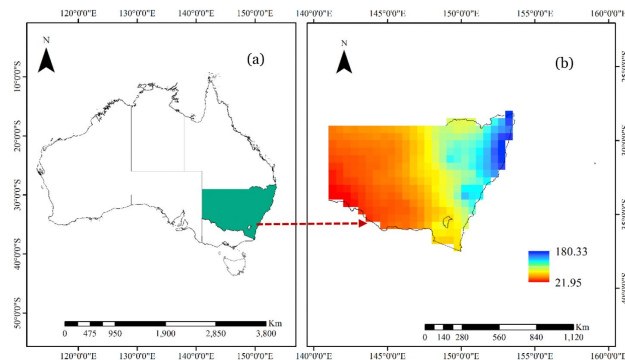 120°0'0"E 130°0'0"E 140°0'0"E 150°0'0"E
140°0'0"E 145°0'0"E 150°0'0"E 155°0'0"E 160°0'0"E
N
(a)
N
(b)
10°0'0"S
20°0'0"S
30°0'0"S
40°0'0"S
50°0'0"S
180.33
21.95
Km
0 475 950 1,900 2,850 3,800
Km
0 140 280 560 840 1,120
120°0'0"E 130°0'0"E 140°0'0"E 150°0'0"E
140°0'0"E 145°0'0"E 150°0'0"E 155°0'0"E 160°0'0"E